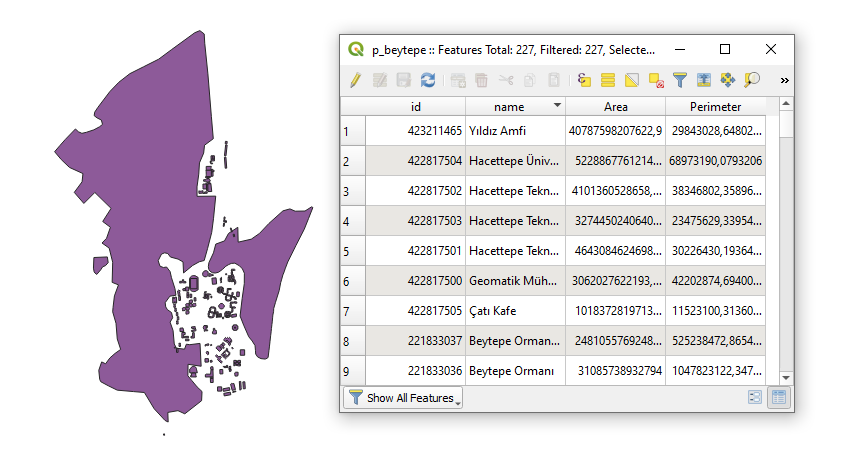 p_beytepe :: Features Total: 227, Filtered: 227, Selecte...
id name Area Perimeter
1 423211465 Yıldız Amfi 40787598207622,9 29843028,64802...
2 422817504 Hacettepe Üniv... 5228867761214... 68973190,0793206
3 422817502 Hacettepe Tekn... 4101360528658,... 38346802,35896...
4 422817503 Hacettepe Tekn... 3274450240640... 23475629,33954...
5 422817501 Hacettepe Tekn... 4643084624698... 30226430,19364...
6 422817500 Geomatik Müh... 3062027622193,... 42202874,69400...
7 422817505 Çatı Kafe 1018372819713... 11523100,31360...
8 221833037 Beytepe Orman... 2481055769248... 525238472,8654...
9 221833036 Beytepe Ormanı 31085738932794 1047823122,347...
Show All Features